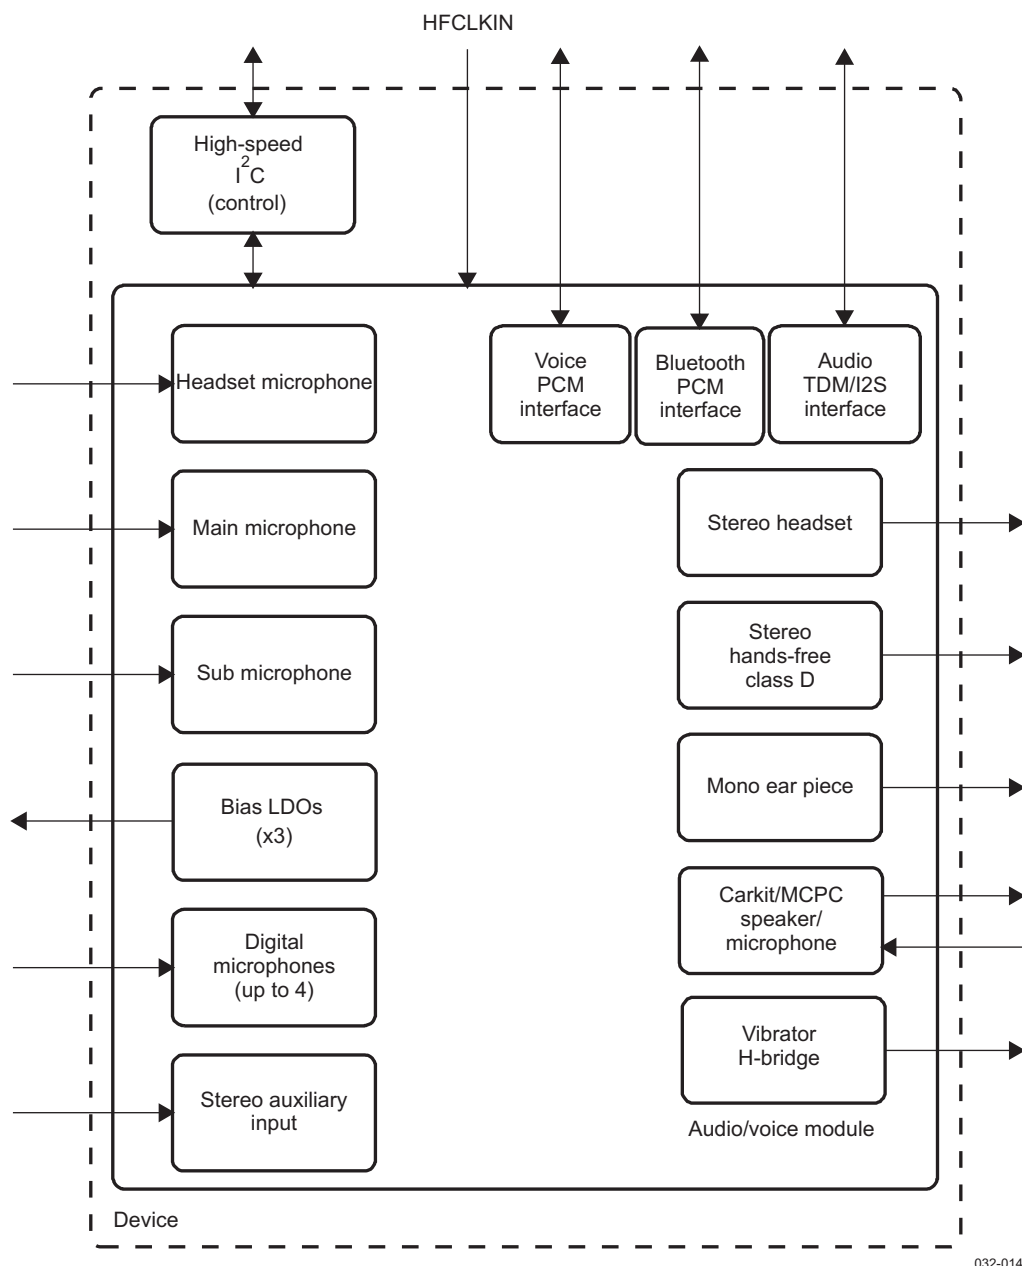 HFCLKIN
High-speed
I2C
(control)
Headset microphone
Voice
PCM
interface
Bluetooth
PCM
interface
Audio
TDM/I2S
interface
Main microphone
Stereo headset
Sub microphone
Stereo
hands-free
class D
Bias LDOs
(x3)
Mono ear piece
Digital
microphones
(up to 4)
Carkit/MCPC
speaker/
microphone
Stereo auxiliary
input
Vibrator
H-bridge
Audio/voice module
Device
032-014